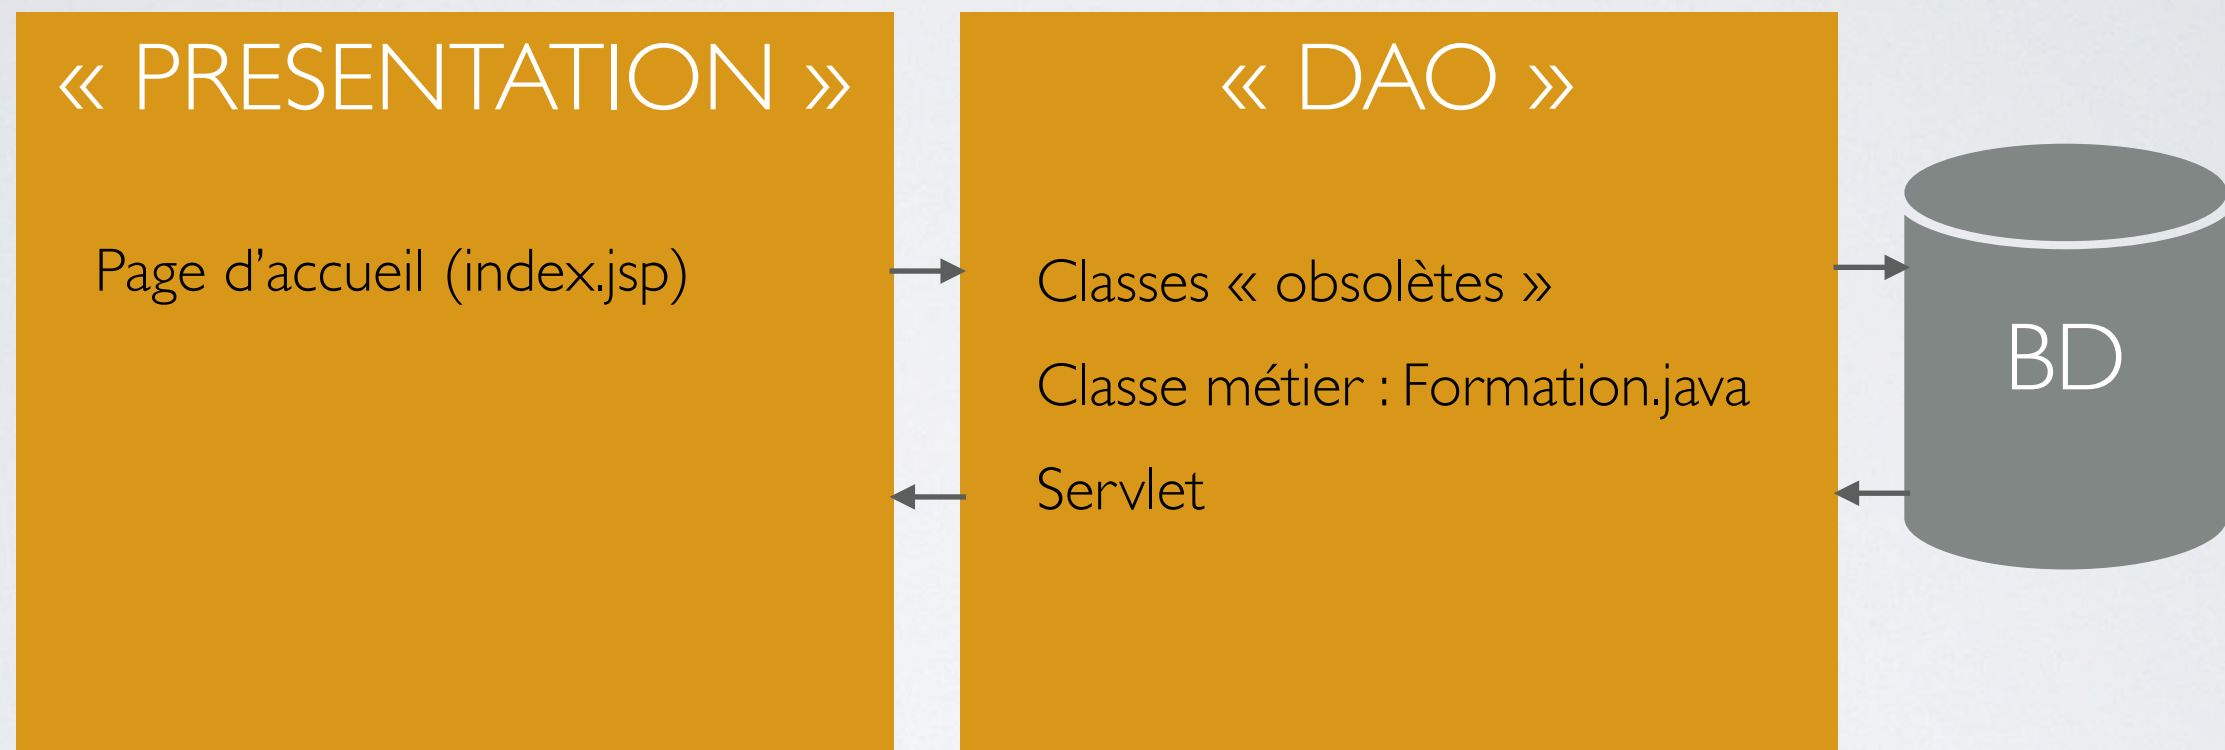 « PRESENTATION »
Page d’accueil (index.jsp)
« DAO »
Classes « obsolètes »
Classe métier : Formation.java
Servlet
BD